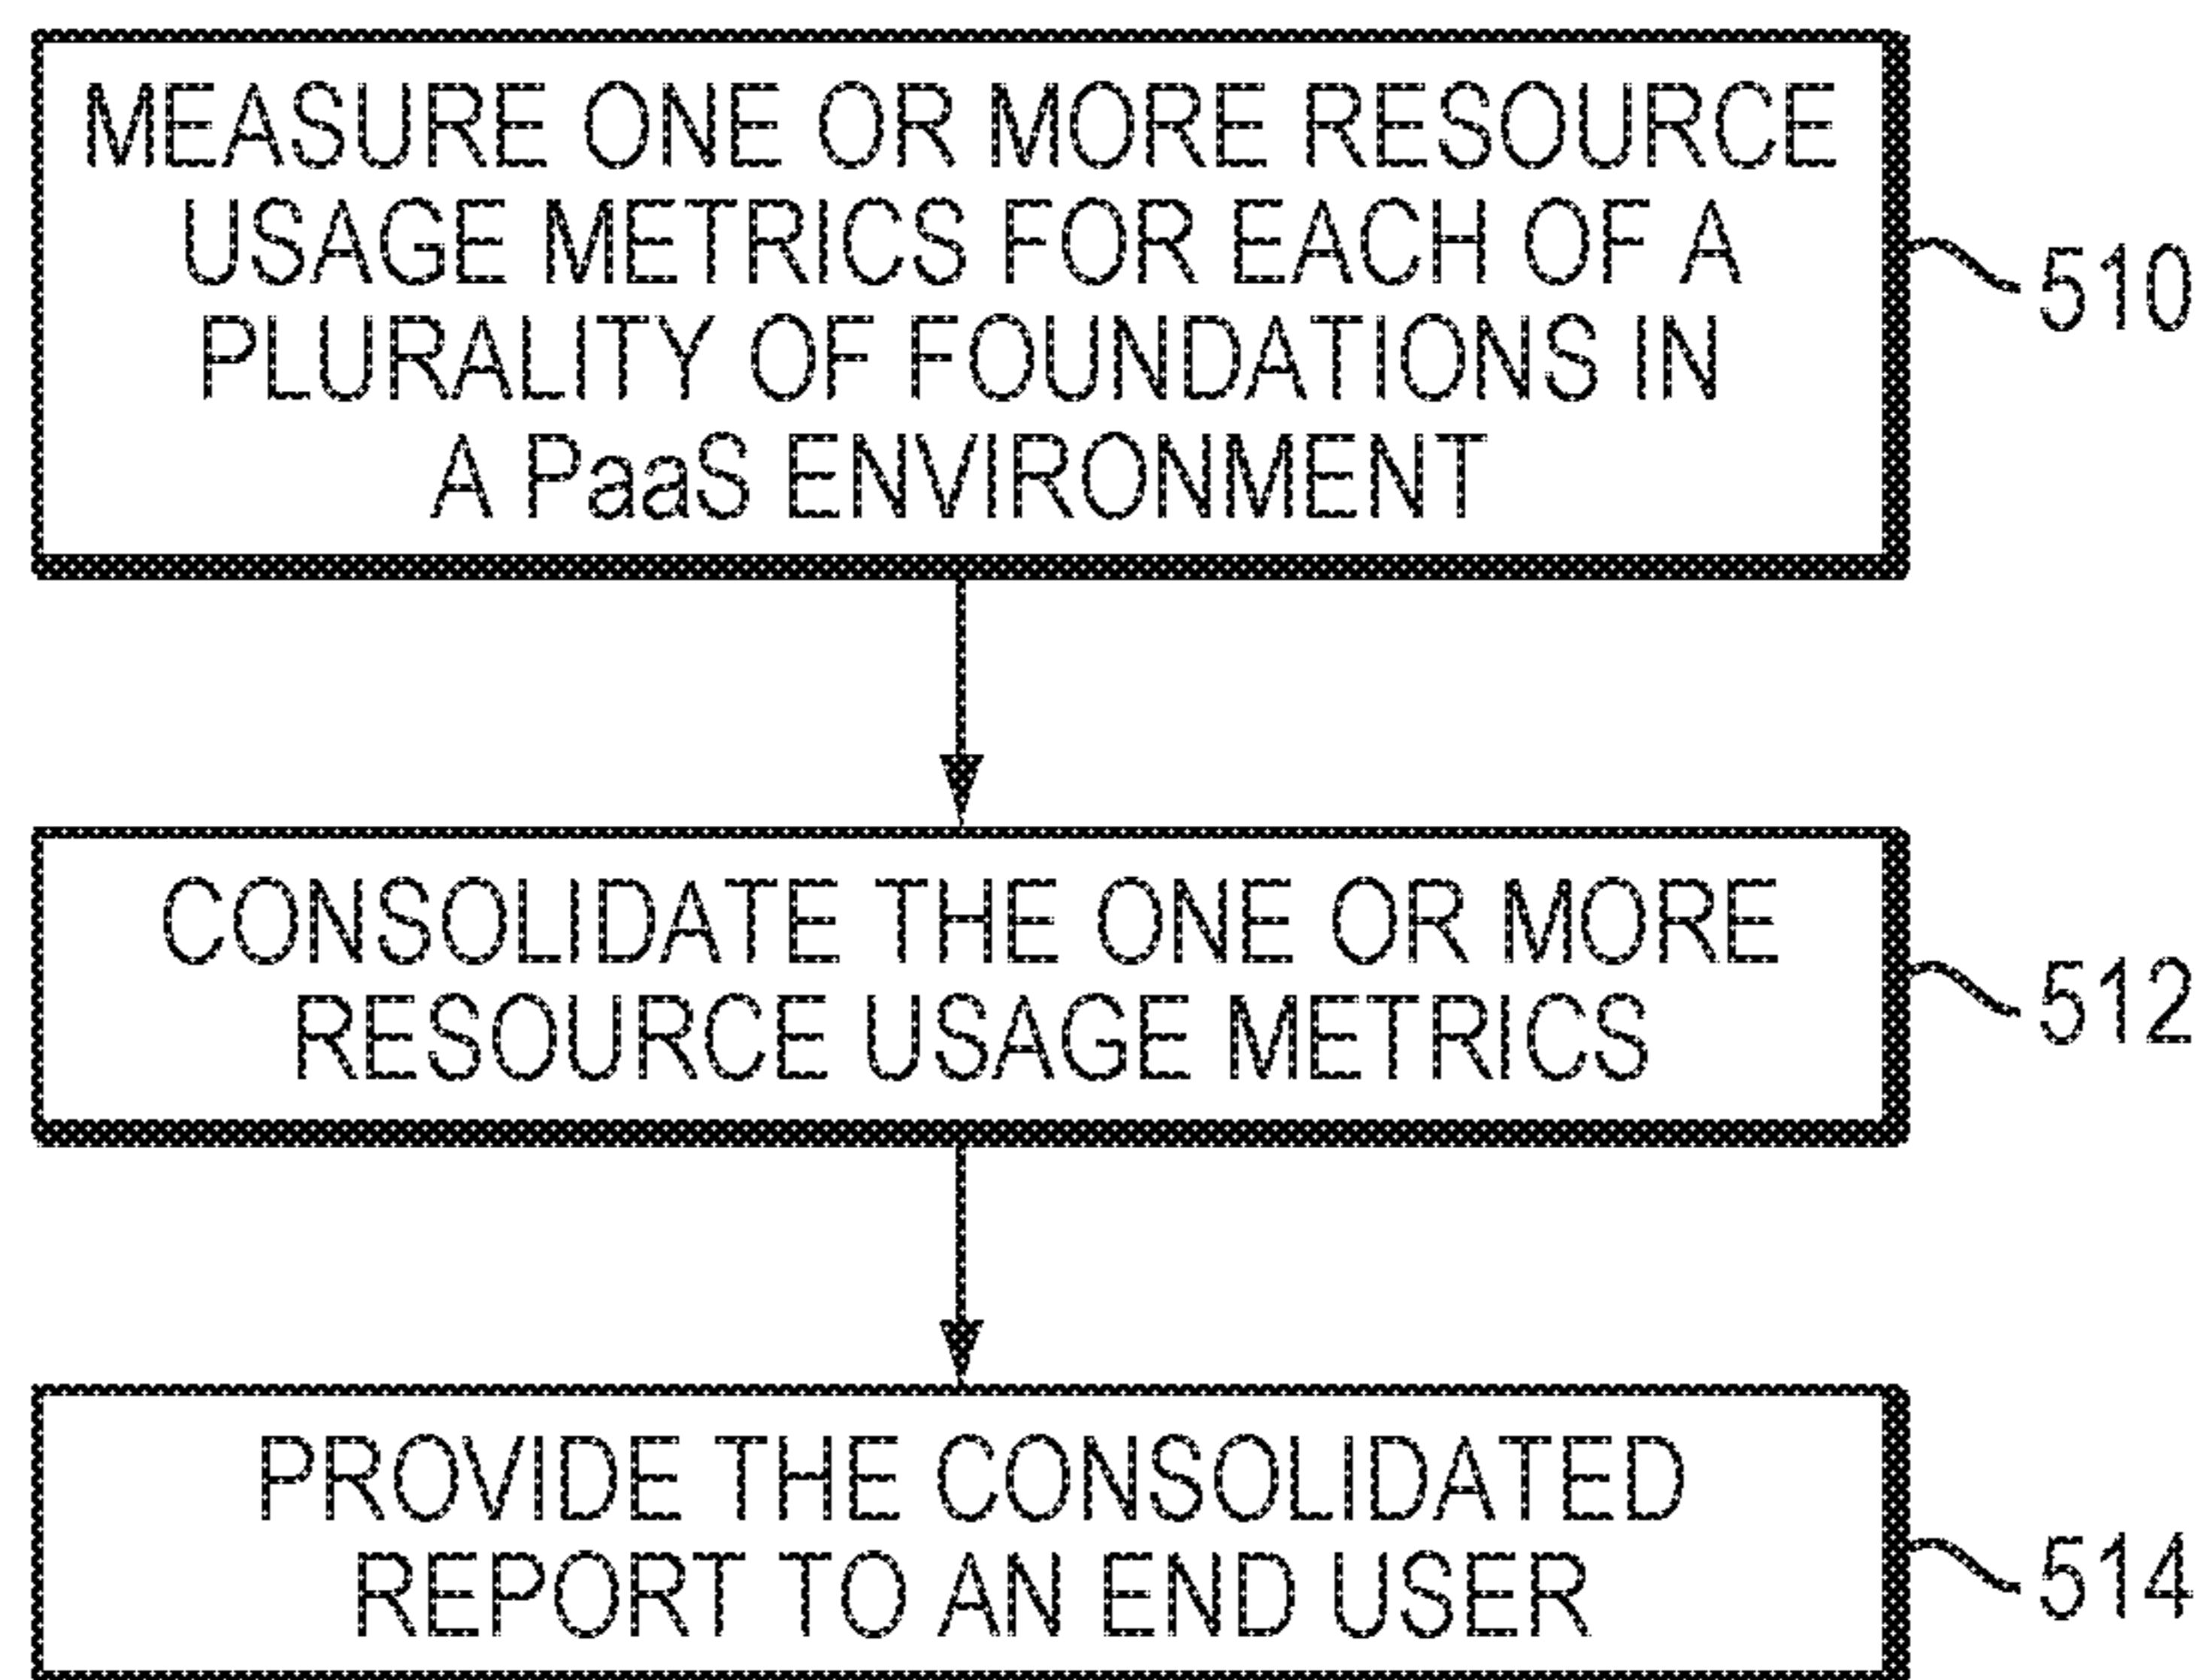 MEASURE ONE OR MORE RESOURCE
USAGE METRICS FOR EACH OF A
PLURALITY OF FOUNDATIONS IN
A PaaS ENVIRONMENT
510
CONSOLIDATE THE ONE OR MORE
RESOURCE USAGE METRICS
512
PROVIDE THE CONSOLIDATED
REPORT TO AN END USER
514